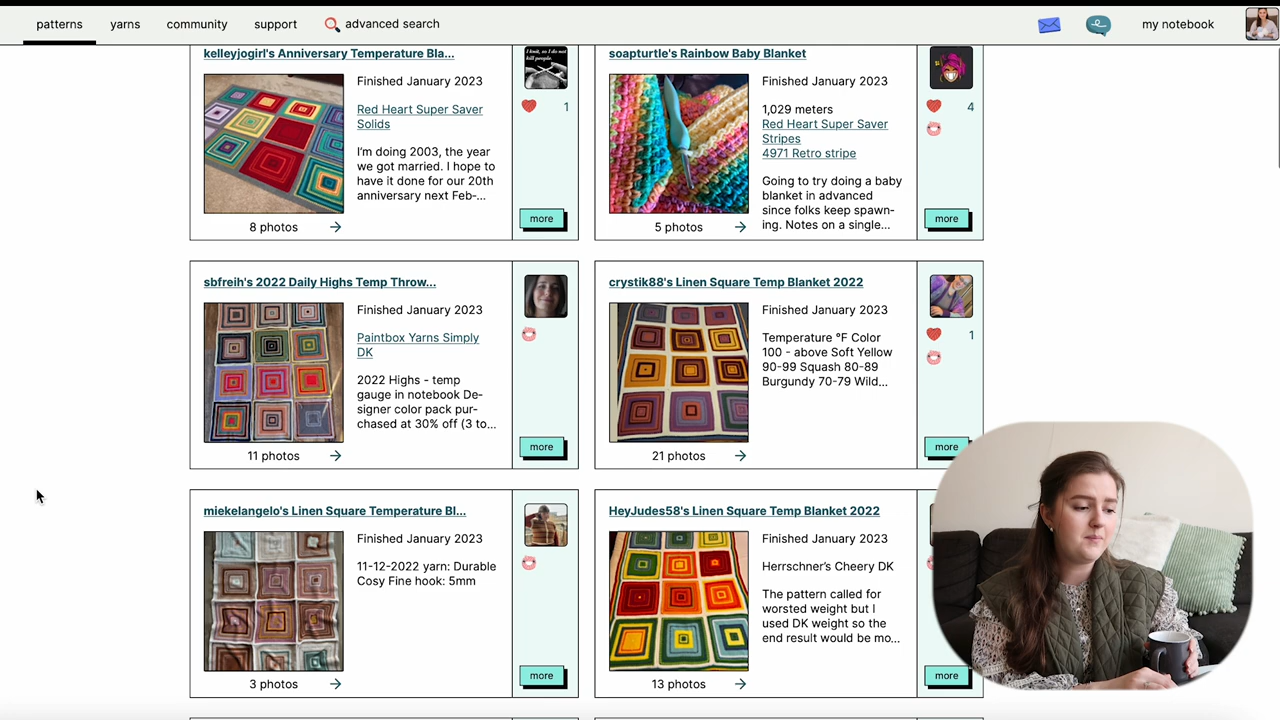 patterns yarns community support advanced search my notebook
kelleyjogirl's Anniversary Temperature Bla...
Finished January 2023
Red Heart Super Saver
Solids
I'm doing 2003, the year
we got married. I hope to
have it done for our 20th
anniversary next Feb-...
8 photos
I knit, so I do not
kill people.
1
more
soapturtle's Rainbow Baby Blanket
Finished January 2023
1,029 meters
Red Heart Super Saver
Stripes
4971 Retro stripe
Going to try doing a baby
blanket in advanced
since folks keep spawn-
ing. Notes on a single...
5 photos
4
more
sbfreih's 2022 Daily Highs Temp Throw...
Finished January 2023
Paintbox Yarns Simply
DK
2022 Highs - temp
gauge in notebook De-
signer color pack pur-
chased at 30% off (3 to...
11 photos
more
crystik88's Linen Square Temp Blanket 2022
Finished January 2023
Temperature °F Color
100 - above Soft Yellow
90-99 Squash 80-89
Burgundy 70-79 Wild...
21 photos
1
more
miekelangelo's Linen Square Temperature Bl...
Finished January 2023
11-12-2022 yarn: Durable
Cosy Fine hook: 5mm
3 photos
more
HeyJudes58's Linen Square Temp Blanket 2022
Finished January 2023
Herrschner's Cheery DK
The pattern called for
worsted weight but I
used DK weight so the
end result would be mo...
13 photos
more